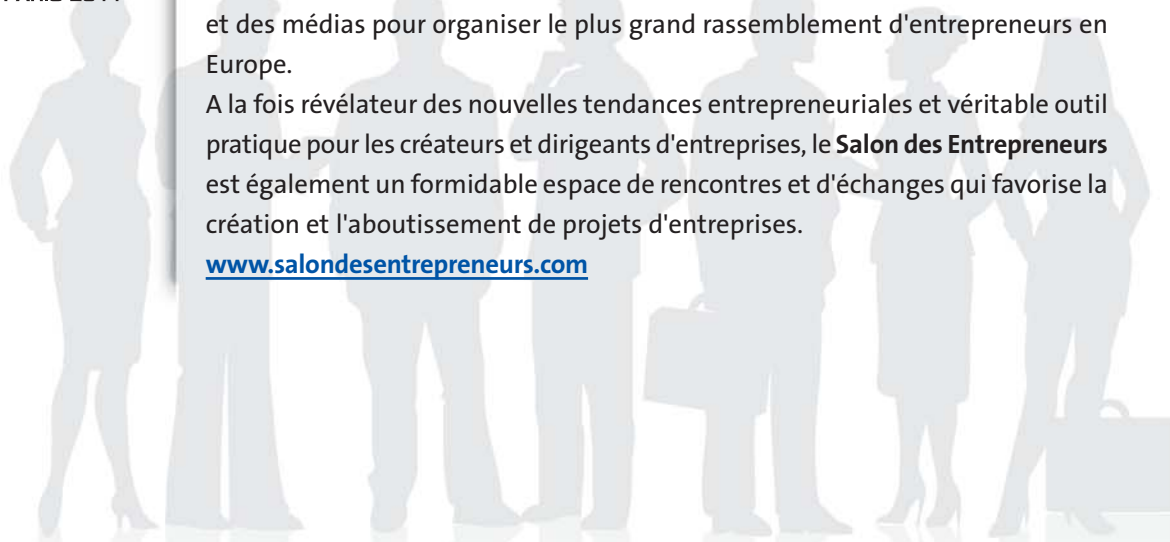 et des médias pour organiser le plus grand rassemblement d'entrepreneurs en
Europe.
A la fois révélateur des nouvelles tendances entrepreneuriales et véritable outil
pratique pour les créateurs et dirigeants d'entreprises, le Salon des Entrepreneurs
est également un formidable espace de rencontres et d'échanges qui favorise la
création et l'aboutissement de projets d'entreprises.
www.salondesentrepreneurs.com